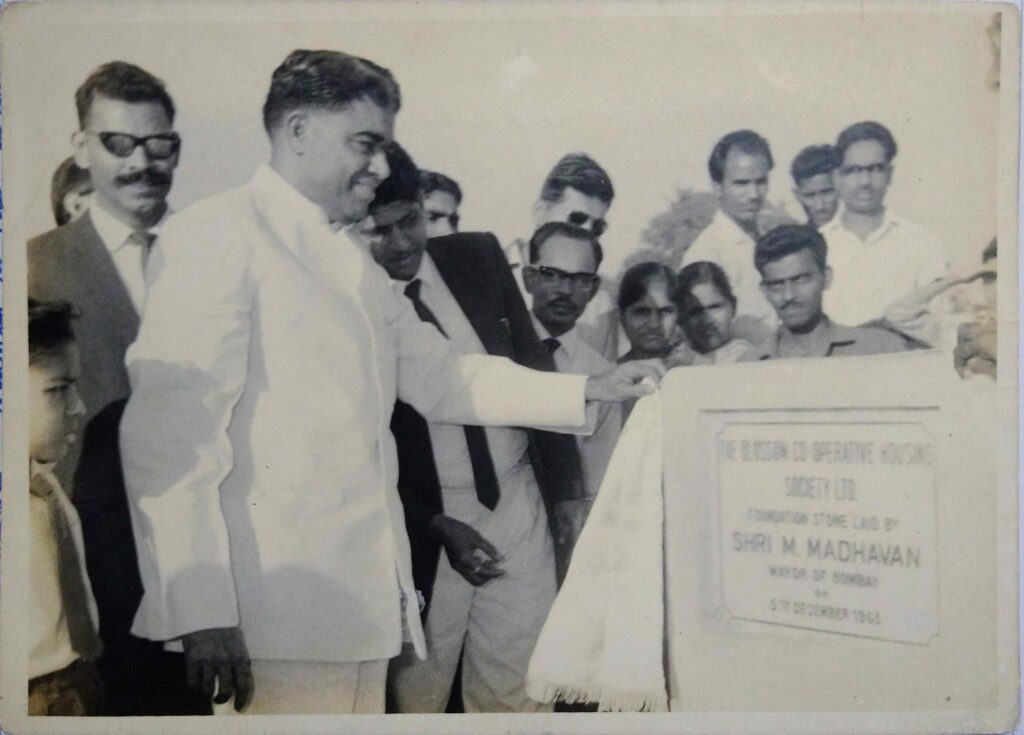 THE BLOSSOM CO-OPERATIVE HOUSING
SOCIETY LTD.
FOUNDATION STONE LAID BY
SHRI M. MADHAVAN
MAYOR OF BOMBAY
ON
5TH DECEMBER 1965